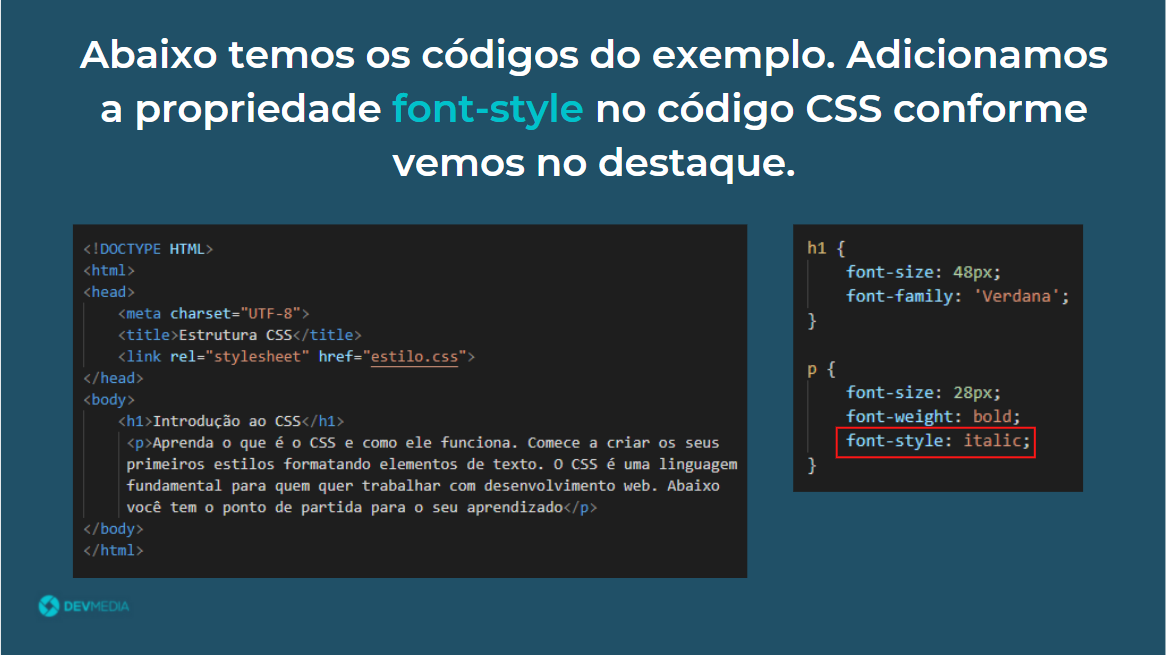 Abaixo temos os códigos do exemplo. Adicionamos
a propriedade font-style no código CSS conforme
vemos no destaque.
<!DOCTYPE HTML>
<html>
<head>
<meta charset="UTF-8">
<title>Estrutura CSS</title>
<link rel="stylesheet" href="estilo.css">
</head>
<body>
<h1>Introdução ao CSS</h1>
<p>Aprenda o que é o CSS e como ele funciona. Comece a criar os seus
primeiros estilos formatando elementos de texto. O CSS é uma linguagem
fundamental para quem quer trabalhar com desenvolvimento web. Abaixo
você tem o ponto de partida para o seu aprendizado</p>
</body>
</html>
h1 {
font-size: 48px;
font-family: 'Verdana';
}
p {
font-size: 28px;
font-weight: bold;
font-style: italic;
}
DEVMEDIA